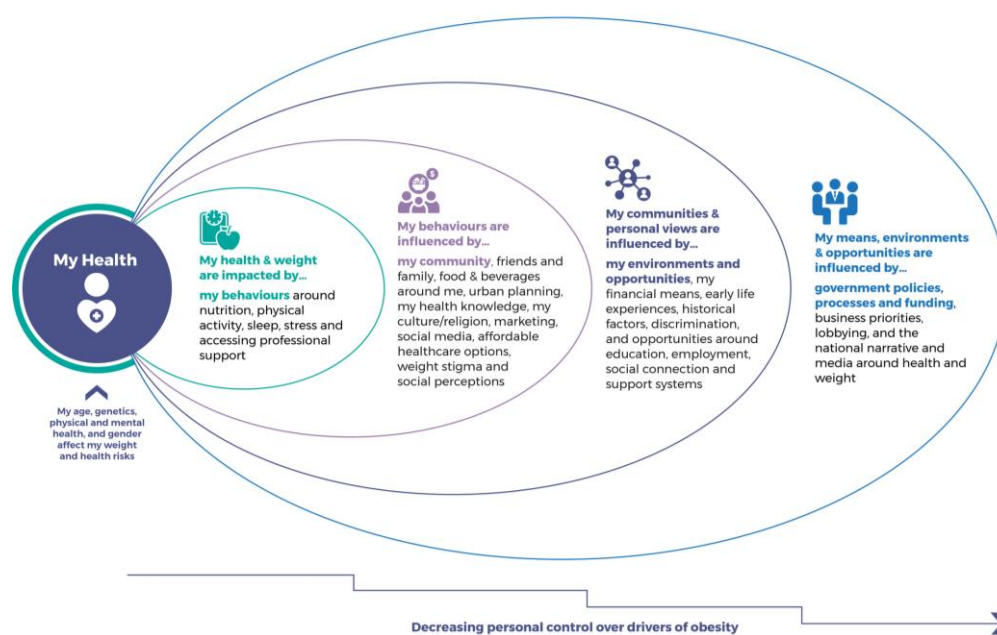 My Health
My age, genetics,
physical and mental
health, and gender
affect my weight
and health risks
My health & weight
are impacted by...
my behaviours around
nutrition, physical
activity, sleep, stress and
accessing professional
support
$
My behaviours are
influenced by...
my community, friends and
family, food & beverages
around me, urban planning,
my health knowledge, my
culture/religion, marketing,
social media, affordable
healthcare options,
weight stigma and
social perceptions
My communities &
personal views are
influenced by...
my environments and
opportunities, my
financial means, early life
experiences, historical
factors, discrimination,
and opportunities around
education, employment,
social connection and
support systems
My means, environments
& opportunities are
influenced by...
government policies,
processes and funding,
business priorities,
lobbying, and the
national narrative and
media around health and
weight
Decreasing personal control over drivers of obesity